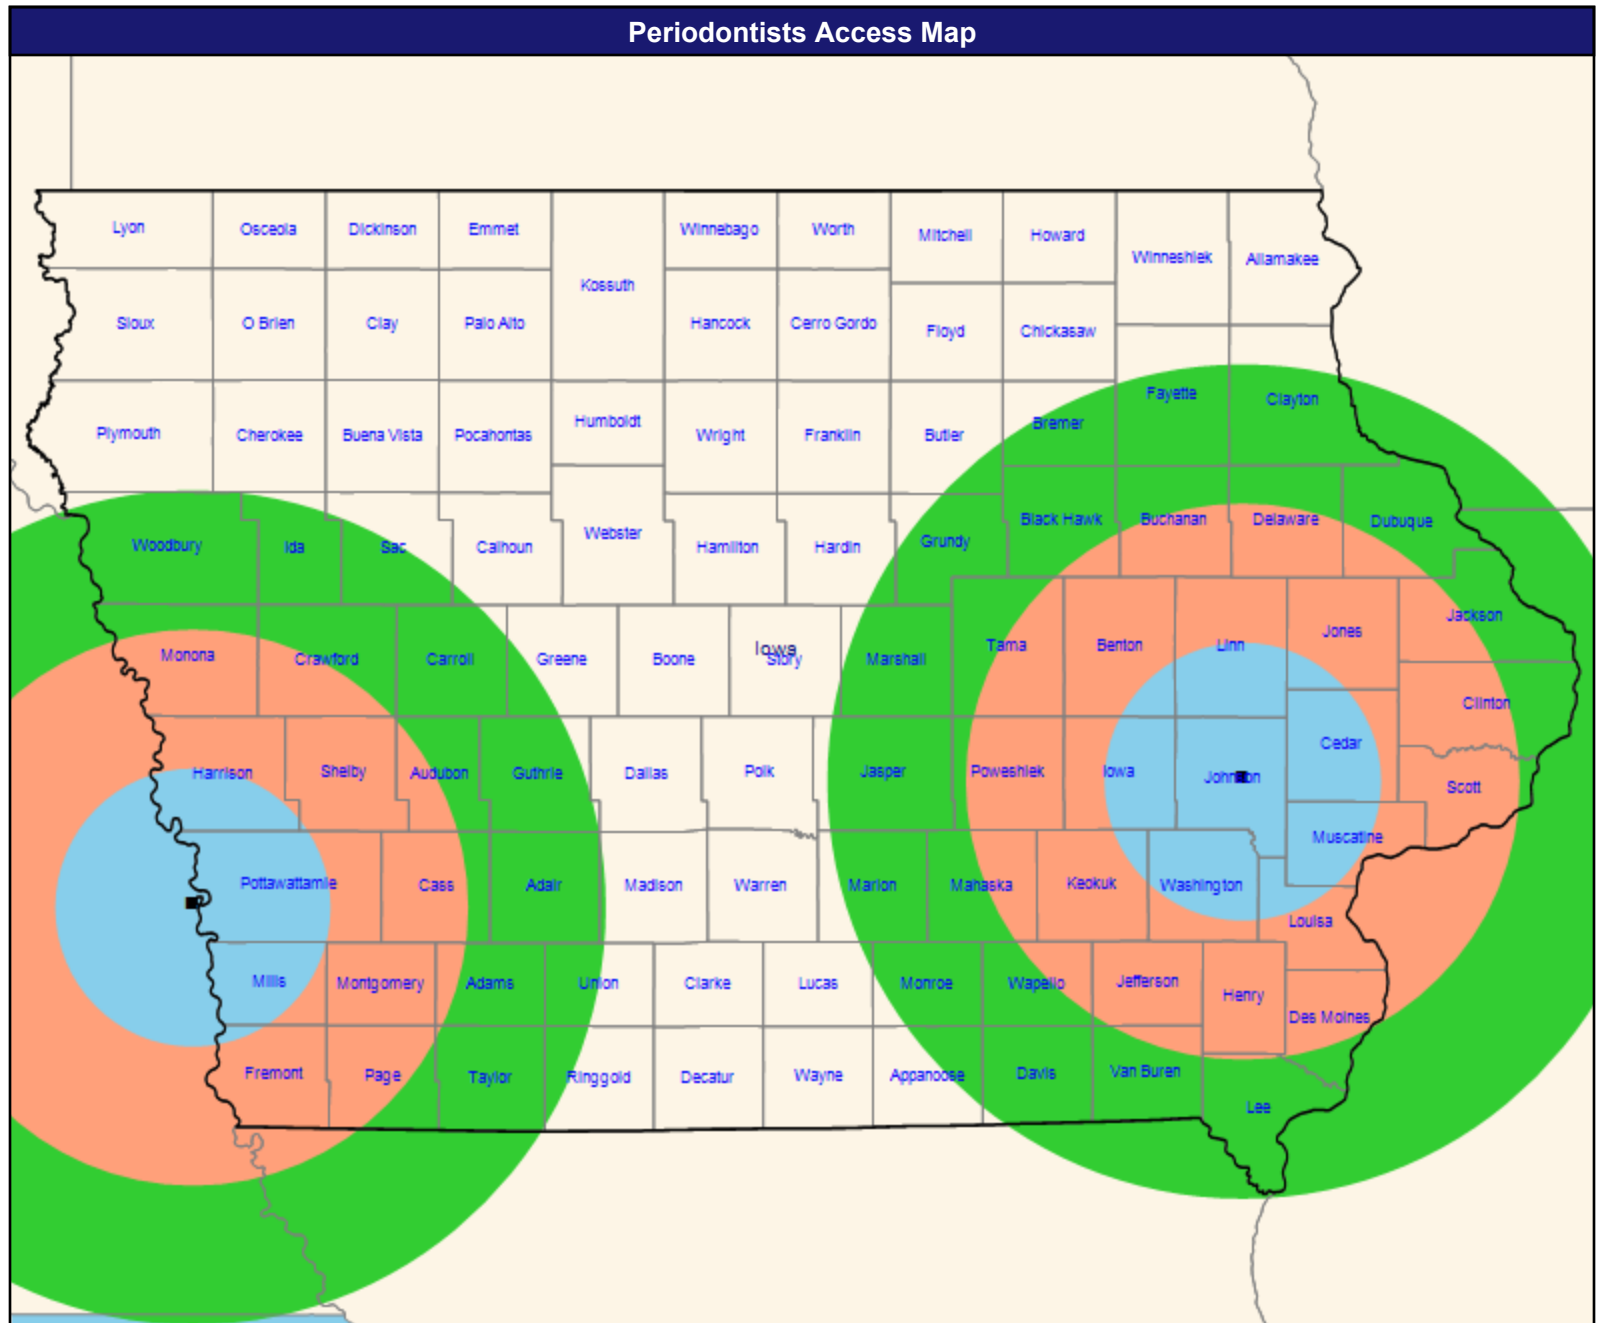 Periodontists Access Map
Lyon Osceola Dickinson Emmet Winnebago Worth Mitchell Howard
Winneshiek Allamakee
Kossuth
Sioux O Brien Clay Palo Alto Hancock Cerro Gordo Floyd Chickasaw
Fayette Clayton
Plymouth Cherokee Buena Vista Pocahontas Humboldt Wright Franklin Butler Bremer
Woodbury Ida Sac Calhoun Webster Hamilton Hardin Grundy Black Hawk Buchanan Delaware Dubuque
Jackson
Monona Crawford Carroll Greene Boone Story Marshall Tama Benton Linn Jones
Iowa
Clinton
Harrison Shelby Audubon Guthrie Dallas Polk Jasper Poweshiek Iowa Johnson Cedar Scott
Muscatine
Pottawattamie Cass Adair Madison Warren Marion Mahaska Keokuk Washington
Louisa
Mills Montgomery Adams Union Clarke Lucas Monroe Wapello Jefferson Henry
Des Moines
Fremont Page Taylor Ringgold Decatur Wayne Appanoose Davis Van Buren
Lee